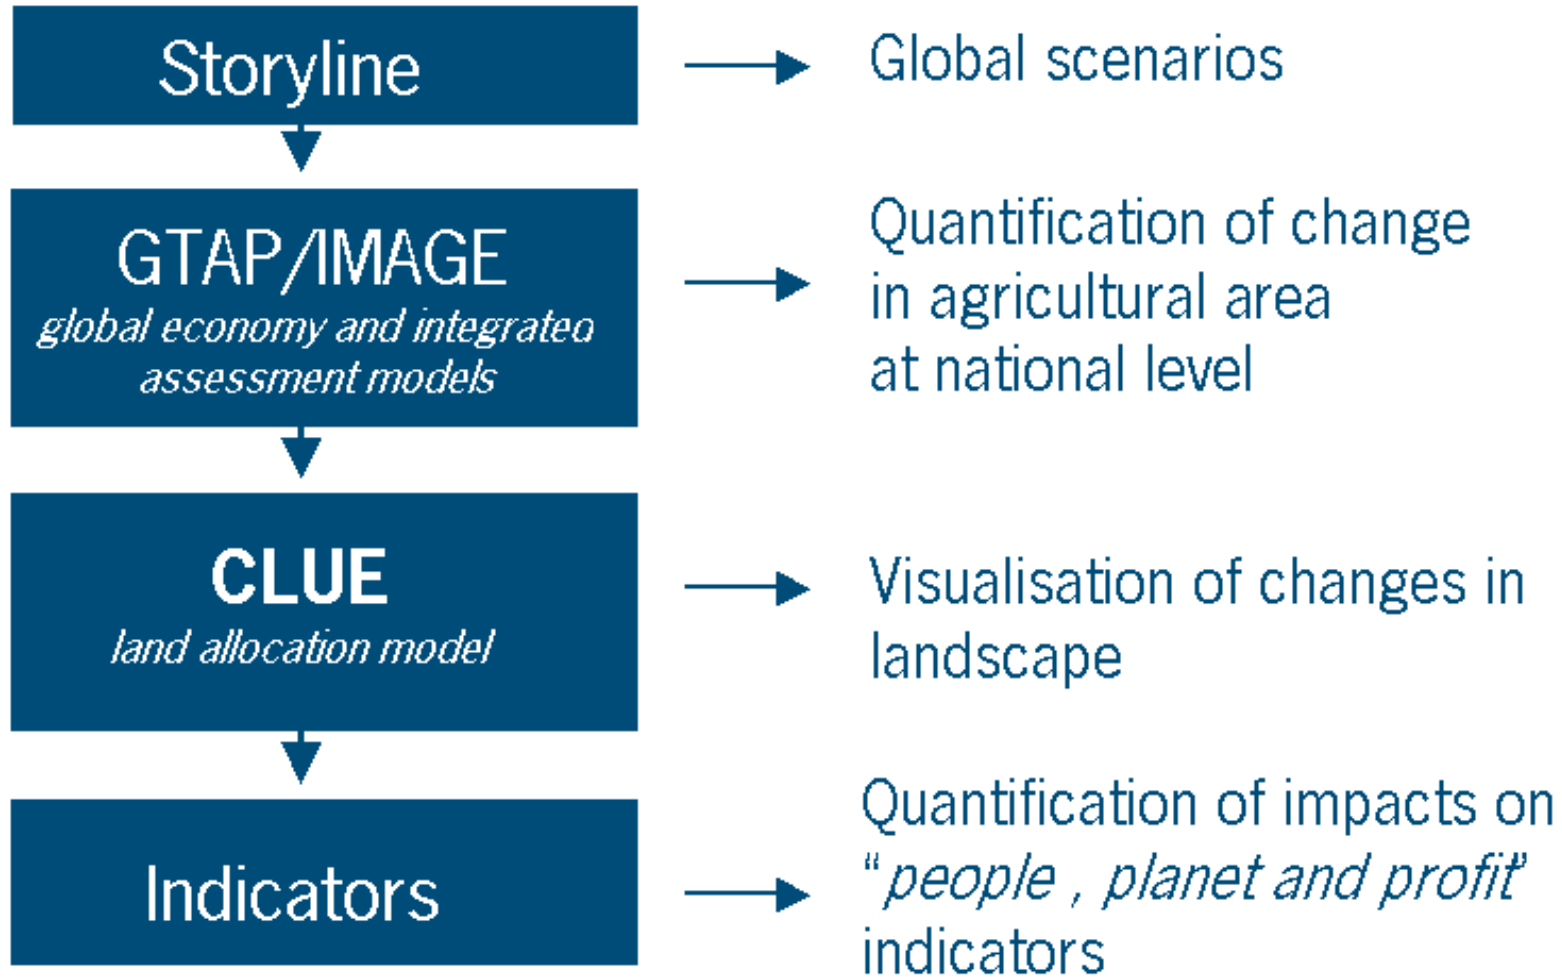 Storyline
Global scenarios
GTAP/IMAGE
global economy and integrated
assessment models
Quantification of change
in agricultural area
at national level
CLUE
land allocation model
Visualisation of changes in
landscape
Indicators
Quantification of impacts on
“people , planet and profit”
indicators